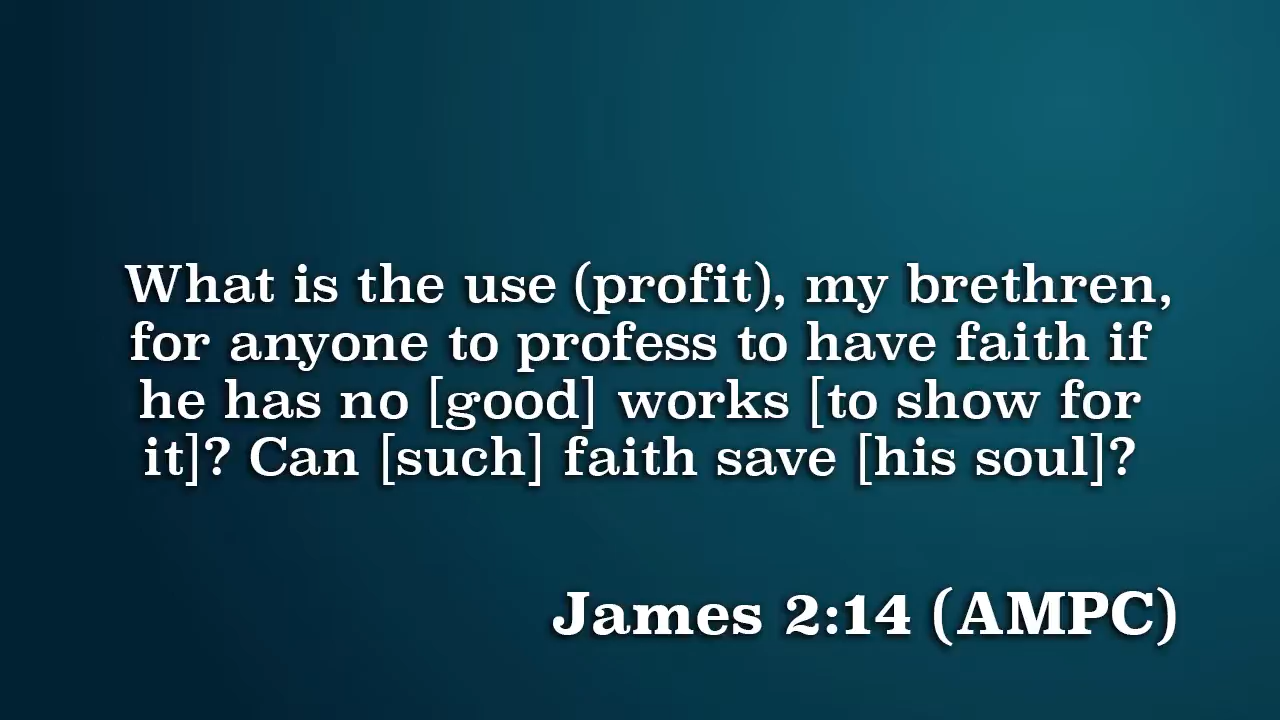 What is the use (profit), my brethren,
for anyone to profess to have faith if
he has no [good] works [to show for
it]? Can [such] faith save [his soul]?
James 2:14 (AMPC)